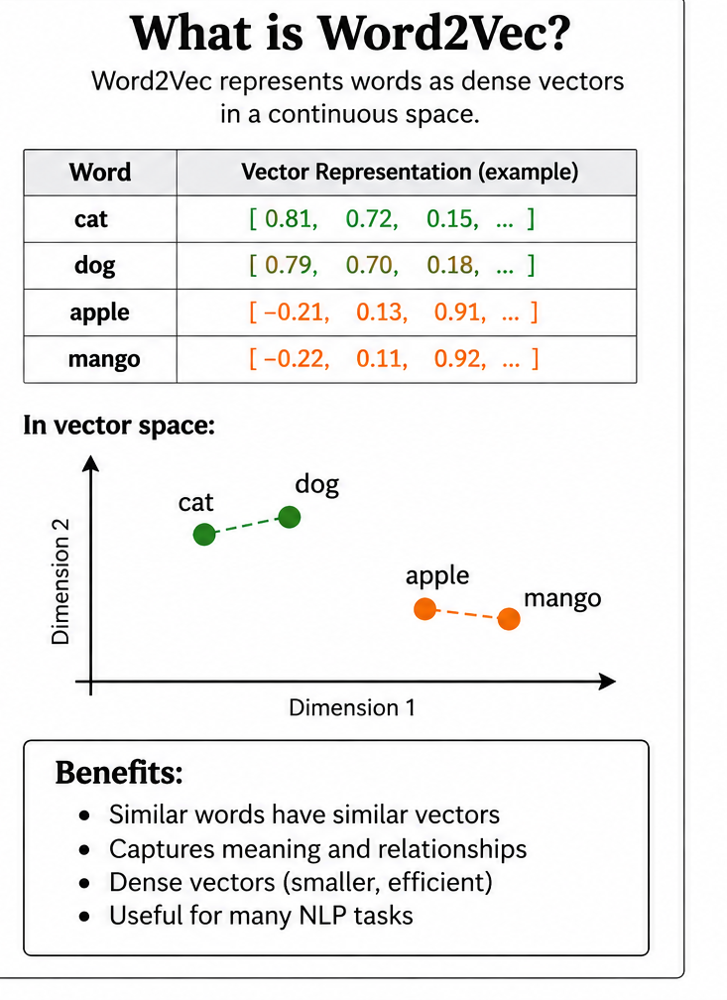 What is Word2Vec?
Word2Vec represents words as dense vectors
in a continuous space.
Word Vector Representation (example)
cat [ 0.81, 0.72, 0.15, ... ]
dog [ 0.79, 0.70, 0.18, ... ]
apple [ −0.21, 0.13, 0.91, ... ]
mango [ −0.22, 0.11, 0.92, ... ]
In vector space:
Dimension 2
cat
dog
apple
mango
Dimension 1
Benefits:
• Similar words have similar vectors
• Captures meaning and relationships
• Dense vectors (smaller, efficient)
• Useful for many NLP tasks